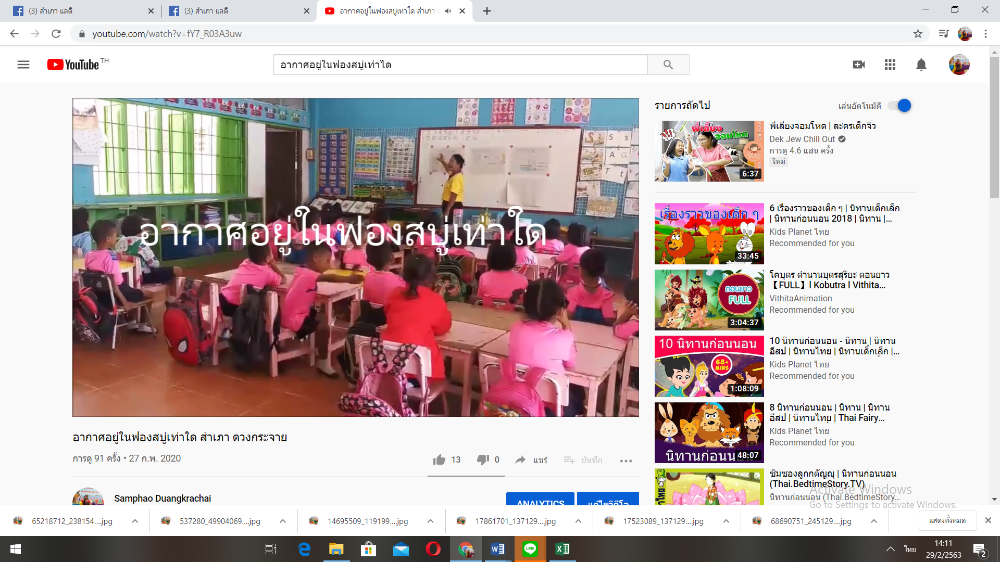 (3) สำเภา แลดี
(3) สำเภา แลดี
อากาศอยู่ในฟองสบู่เท่าใด สำเภา
youtube.com/watch?v=fY7_R03A3uw
YouTube TH
อากาศอยู่ในฟองสบู่เท่าได
อากาศอยู่ในฟองสบู่เท่าใด
อากาศอยู่ในฟองสบู่เท่าใด สำเภา ดวงกระจาย
การดู 91 ครั้ง • 27 ก.พ. 2020
13
0
แชร์
บันทึก
Samphao Duangkrachai
ANALYTICS
แก้ไขวิดีโอ
รายการถัดไป
เล่นอัตโนมัติ
พี่เลี้ยงจอมโหด
6:37
พี่เลี้ยงจอมโหด | ละครเด็กจิ๋ว
Dek Jew Chill Out
การดู 4.6 แสน ครั้ง
ใหม่
เรื่องราวของเด็ก ๆ
33:45
6 เรื่องราวของเด็ก ๆ | นิทานเด็กเล็ก
| นิทานก่อนนอน 2018 | นิทาน |...
Kids Planet ไทย
Recommended for you
ตอนยาว
FULL
3:04:37
โคบุตร ตำนานบุตรสุริยะ ตอนยาว
【FULL】l Kobutra l Vithita...
VithitaAnimation
Recommended for you
10 นิทานก่อนนอน
68+
MINS
1:08:09
10 นิทานก่อนนอน - นิทาน | นิทาน
อีสป | นิทานไทย | นิทานเด็กเล็ก |...
Kids Planet ไทย
Recommended for you
นิทานก่อนน
48:07
8 นิทานก่อนนอน | นิทาน | นิทาน
อีสป | นิทานไทย | Thai Fairy...
Kids Planet ไทย
Recommended for you
ซิมซองลูกกตัญญุ | นิทานก่อนนอน
(Thai.BedtimeStory.TV)
นิทานก่อนนอน (Thai.BedtimeStory...
Activate Windows
Go to Settings to activate Windows.
65218712_238154....jpg
537280_49904069....jpg
14695509_119199....jpg
17861701_137129....jpg
17523089_137129....jpg
68690751_245129....jpg
แสดงทั้งหมด
LINE
ไทย
14:11
29/2/2563
2